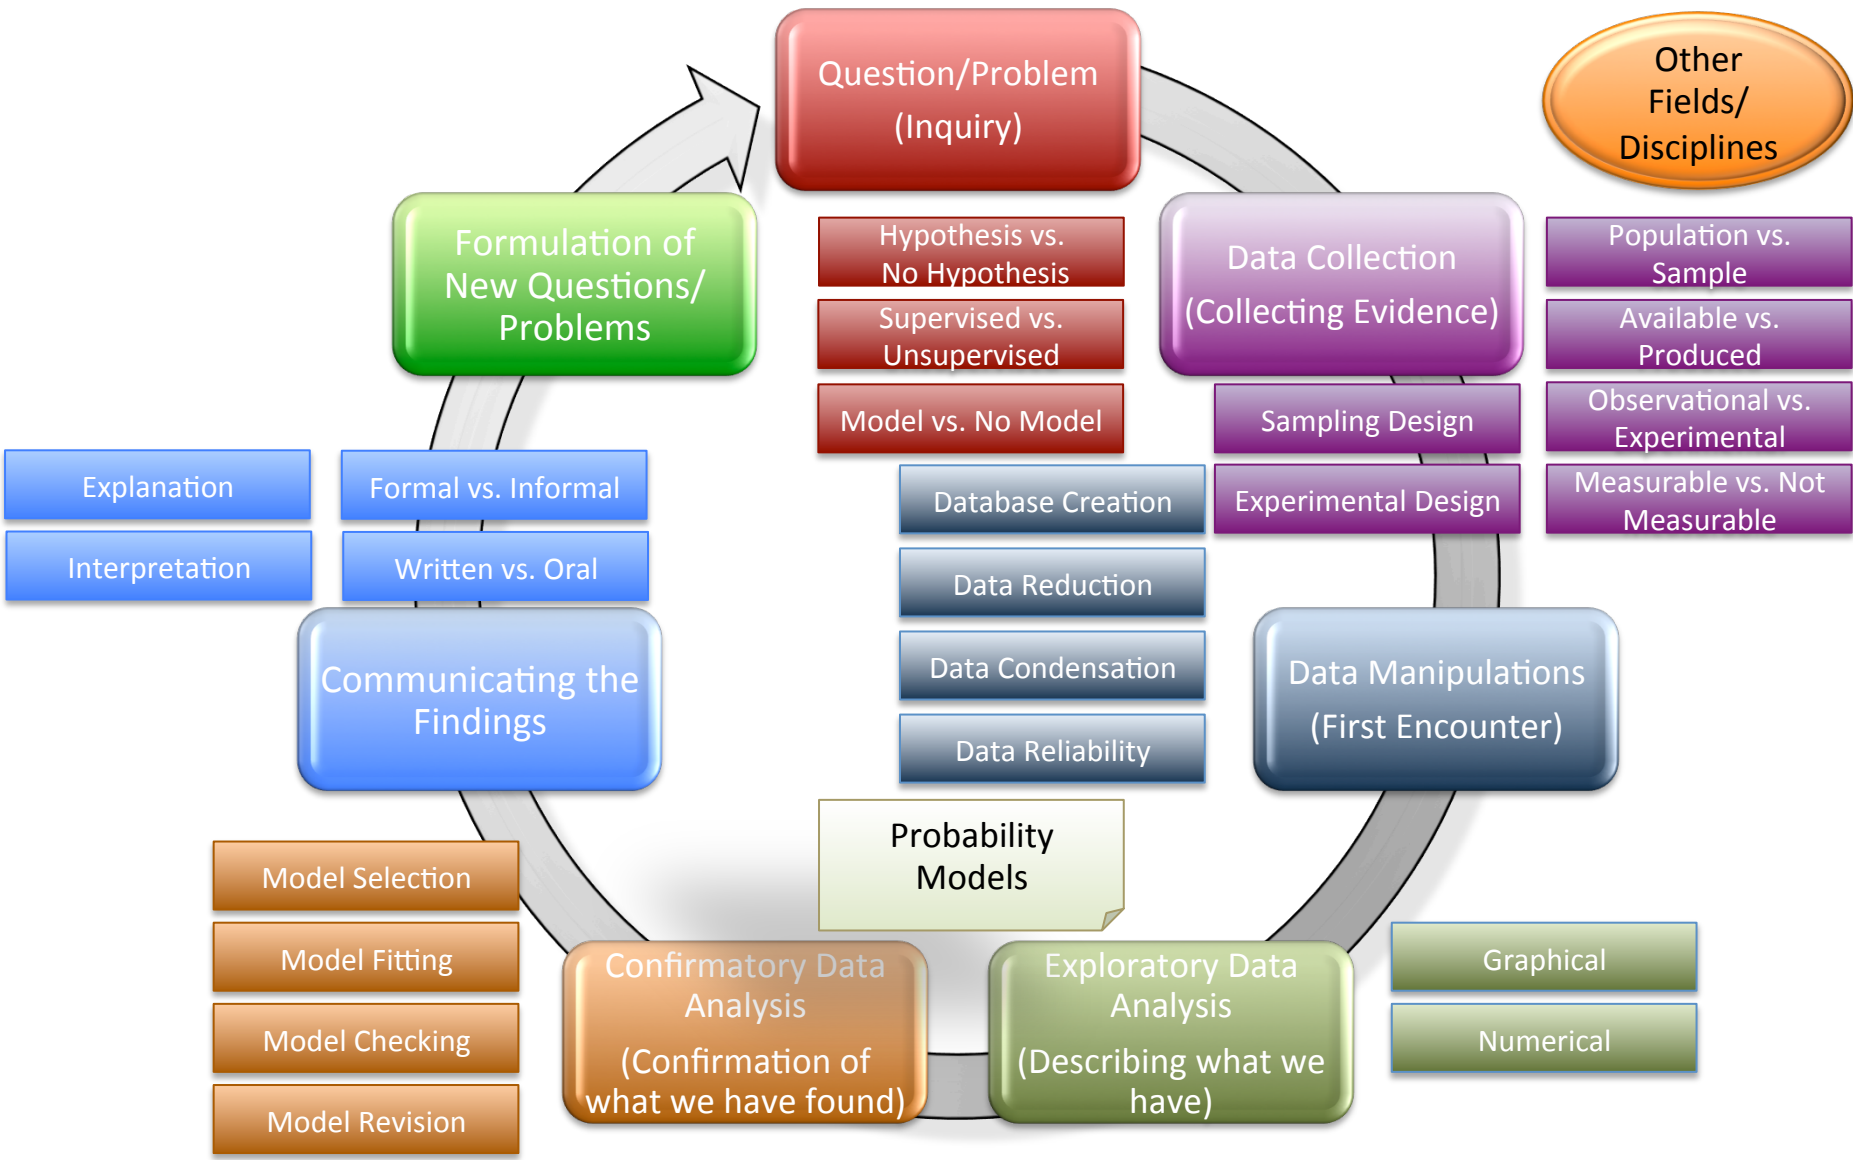 Question/Problem
(Inquiry)
Other
Fields/
Disciplines
Formulation of
New Questions/
Problems
Hypothesis vs.
No Hypothesis
Supervised vs.
Unsupervised
Model vs. No Model
Data Collection
(Collecting Evidence)
Population vs.
Sample
Available vs.
Produced
Observational vs.
Experimental
Measurable vs. Not
Measurable
Sampling Design
Experimental Design
Explanation
Formal vs. Informal
Interpretation
Written vs. Oral
Database Creation
Data Reduction
Data Condensation
Data Reliability
Communicating the
Findings
Data Manipulations
(First Encounter)
Probability
Models
Model Selection
Model Fitting
Model Checking
Model Revision
Confirmatory Data
Analysis
(Confirmation of
what we have found)
Exploratory Data
Analysis
(Describing what we
have)
Graphical
Numerical